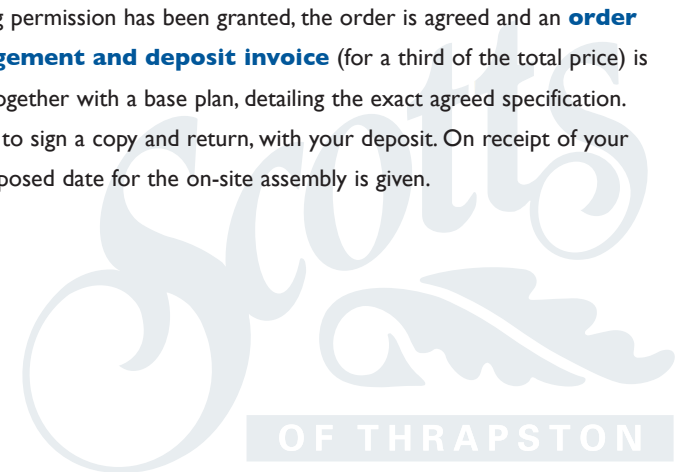 g permission has been granted, the order is agreed and an order
gement and deposit invoice (for a third of the total price) is
ogether with a base plan, detailing the exact agreed specification.
to sign a copy and return, with your deposit. On receipt of your
posed date for the on-site assembly is given.
Scotts
OF THRAPSTON